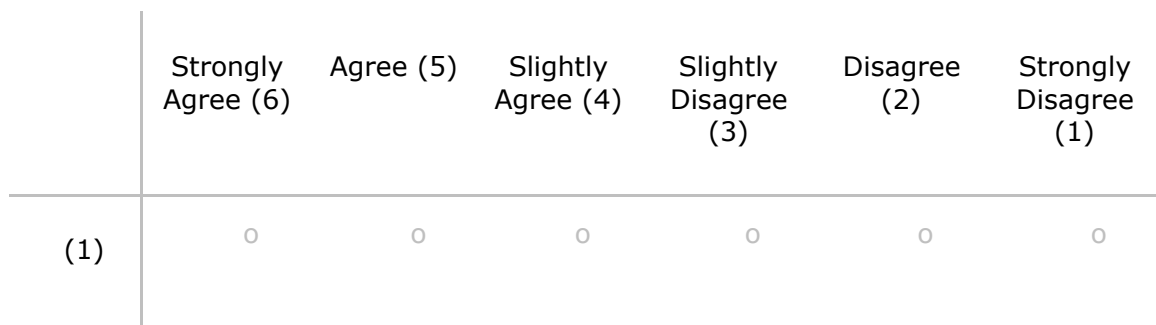 Strongly Agree (5) Slightly Slightly Disagree Strongly
Agree (6) Agree (4) Disagree (2) Disagree
(3) (1)
(1) o o o o o o